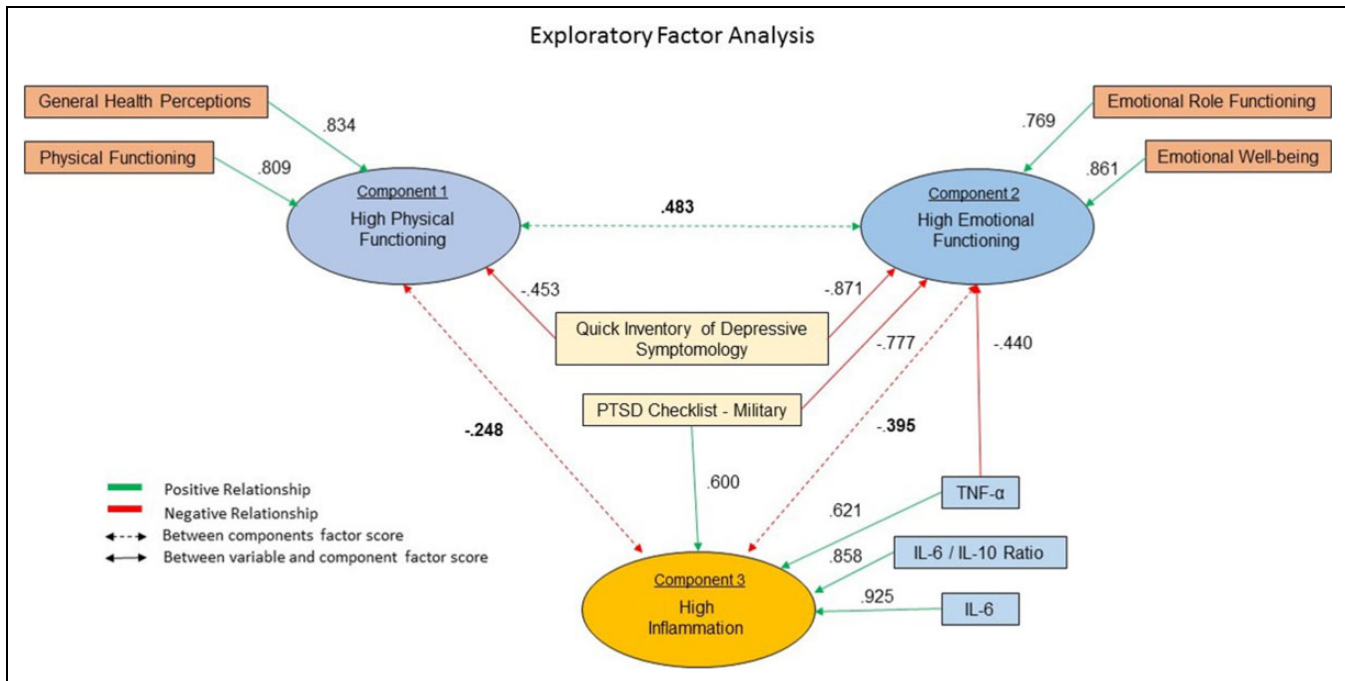 Exploratory Factor Analysis
General Health Perceptions
.834
Physical Functioning
.809
Emotional Role Functioning
.769
Emotional Well-being
.861
Component 1
High Physical
Functioning
.483
Component 2
High Emotional
Functioning
-.453
-.871
Quick Inventory of Depressive
Symptomology
-.777
-.440
PTSD Checklist - Military
-.248
-.395
.600
Positive Relationship
Negative Relationship
Between components factor score
Between variable and component factor score
TNF-α
.621
IL-6 / IL-10 Ratio
.858
IL-6
.925
Component 3
High
Inflammation